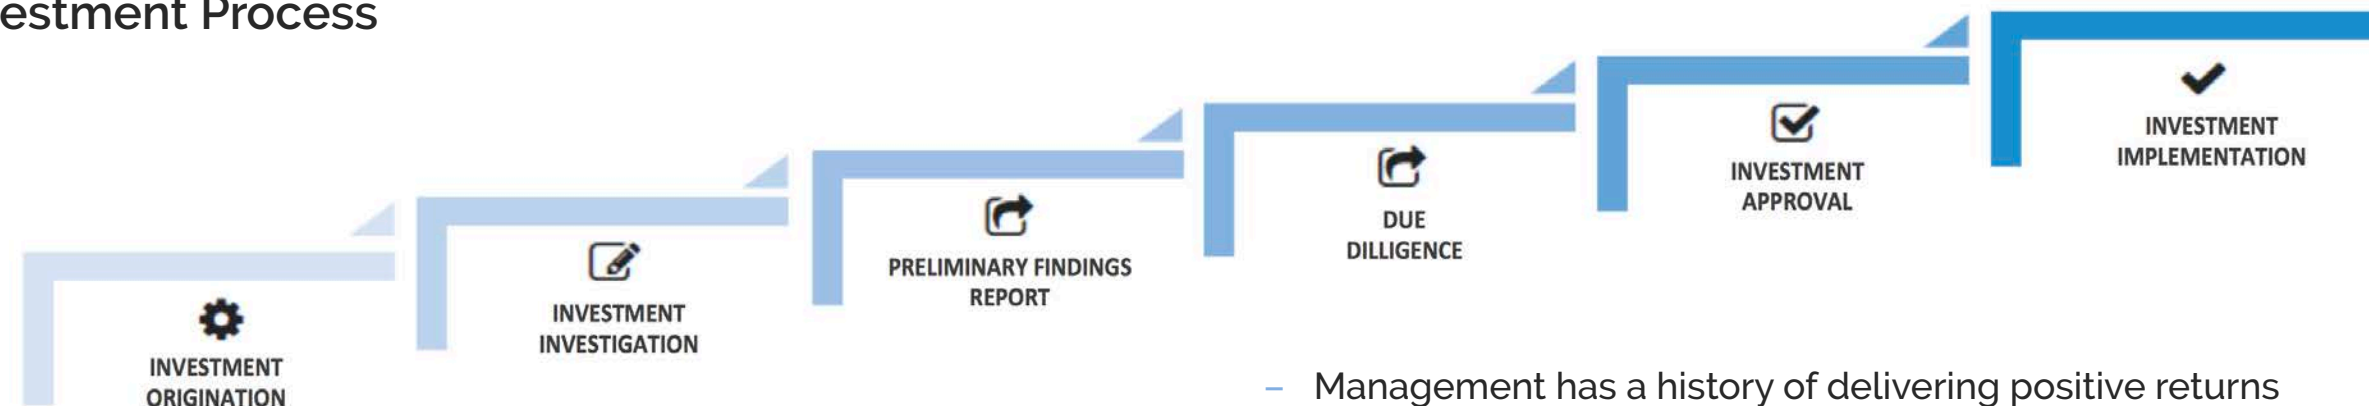 estment Process
INVESTMENT
ORIGINATION
INVESTMENT
INVESTIGATION
PRELIMINARY FINDINGS
REPORT
DUE
DILLIGENCE
INVESTMENT
APPROVAL
INVESTMENT
IMPLEMENTATION
– Management has a history of delivering positive returns